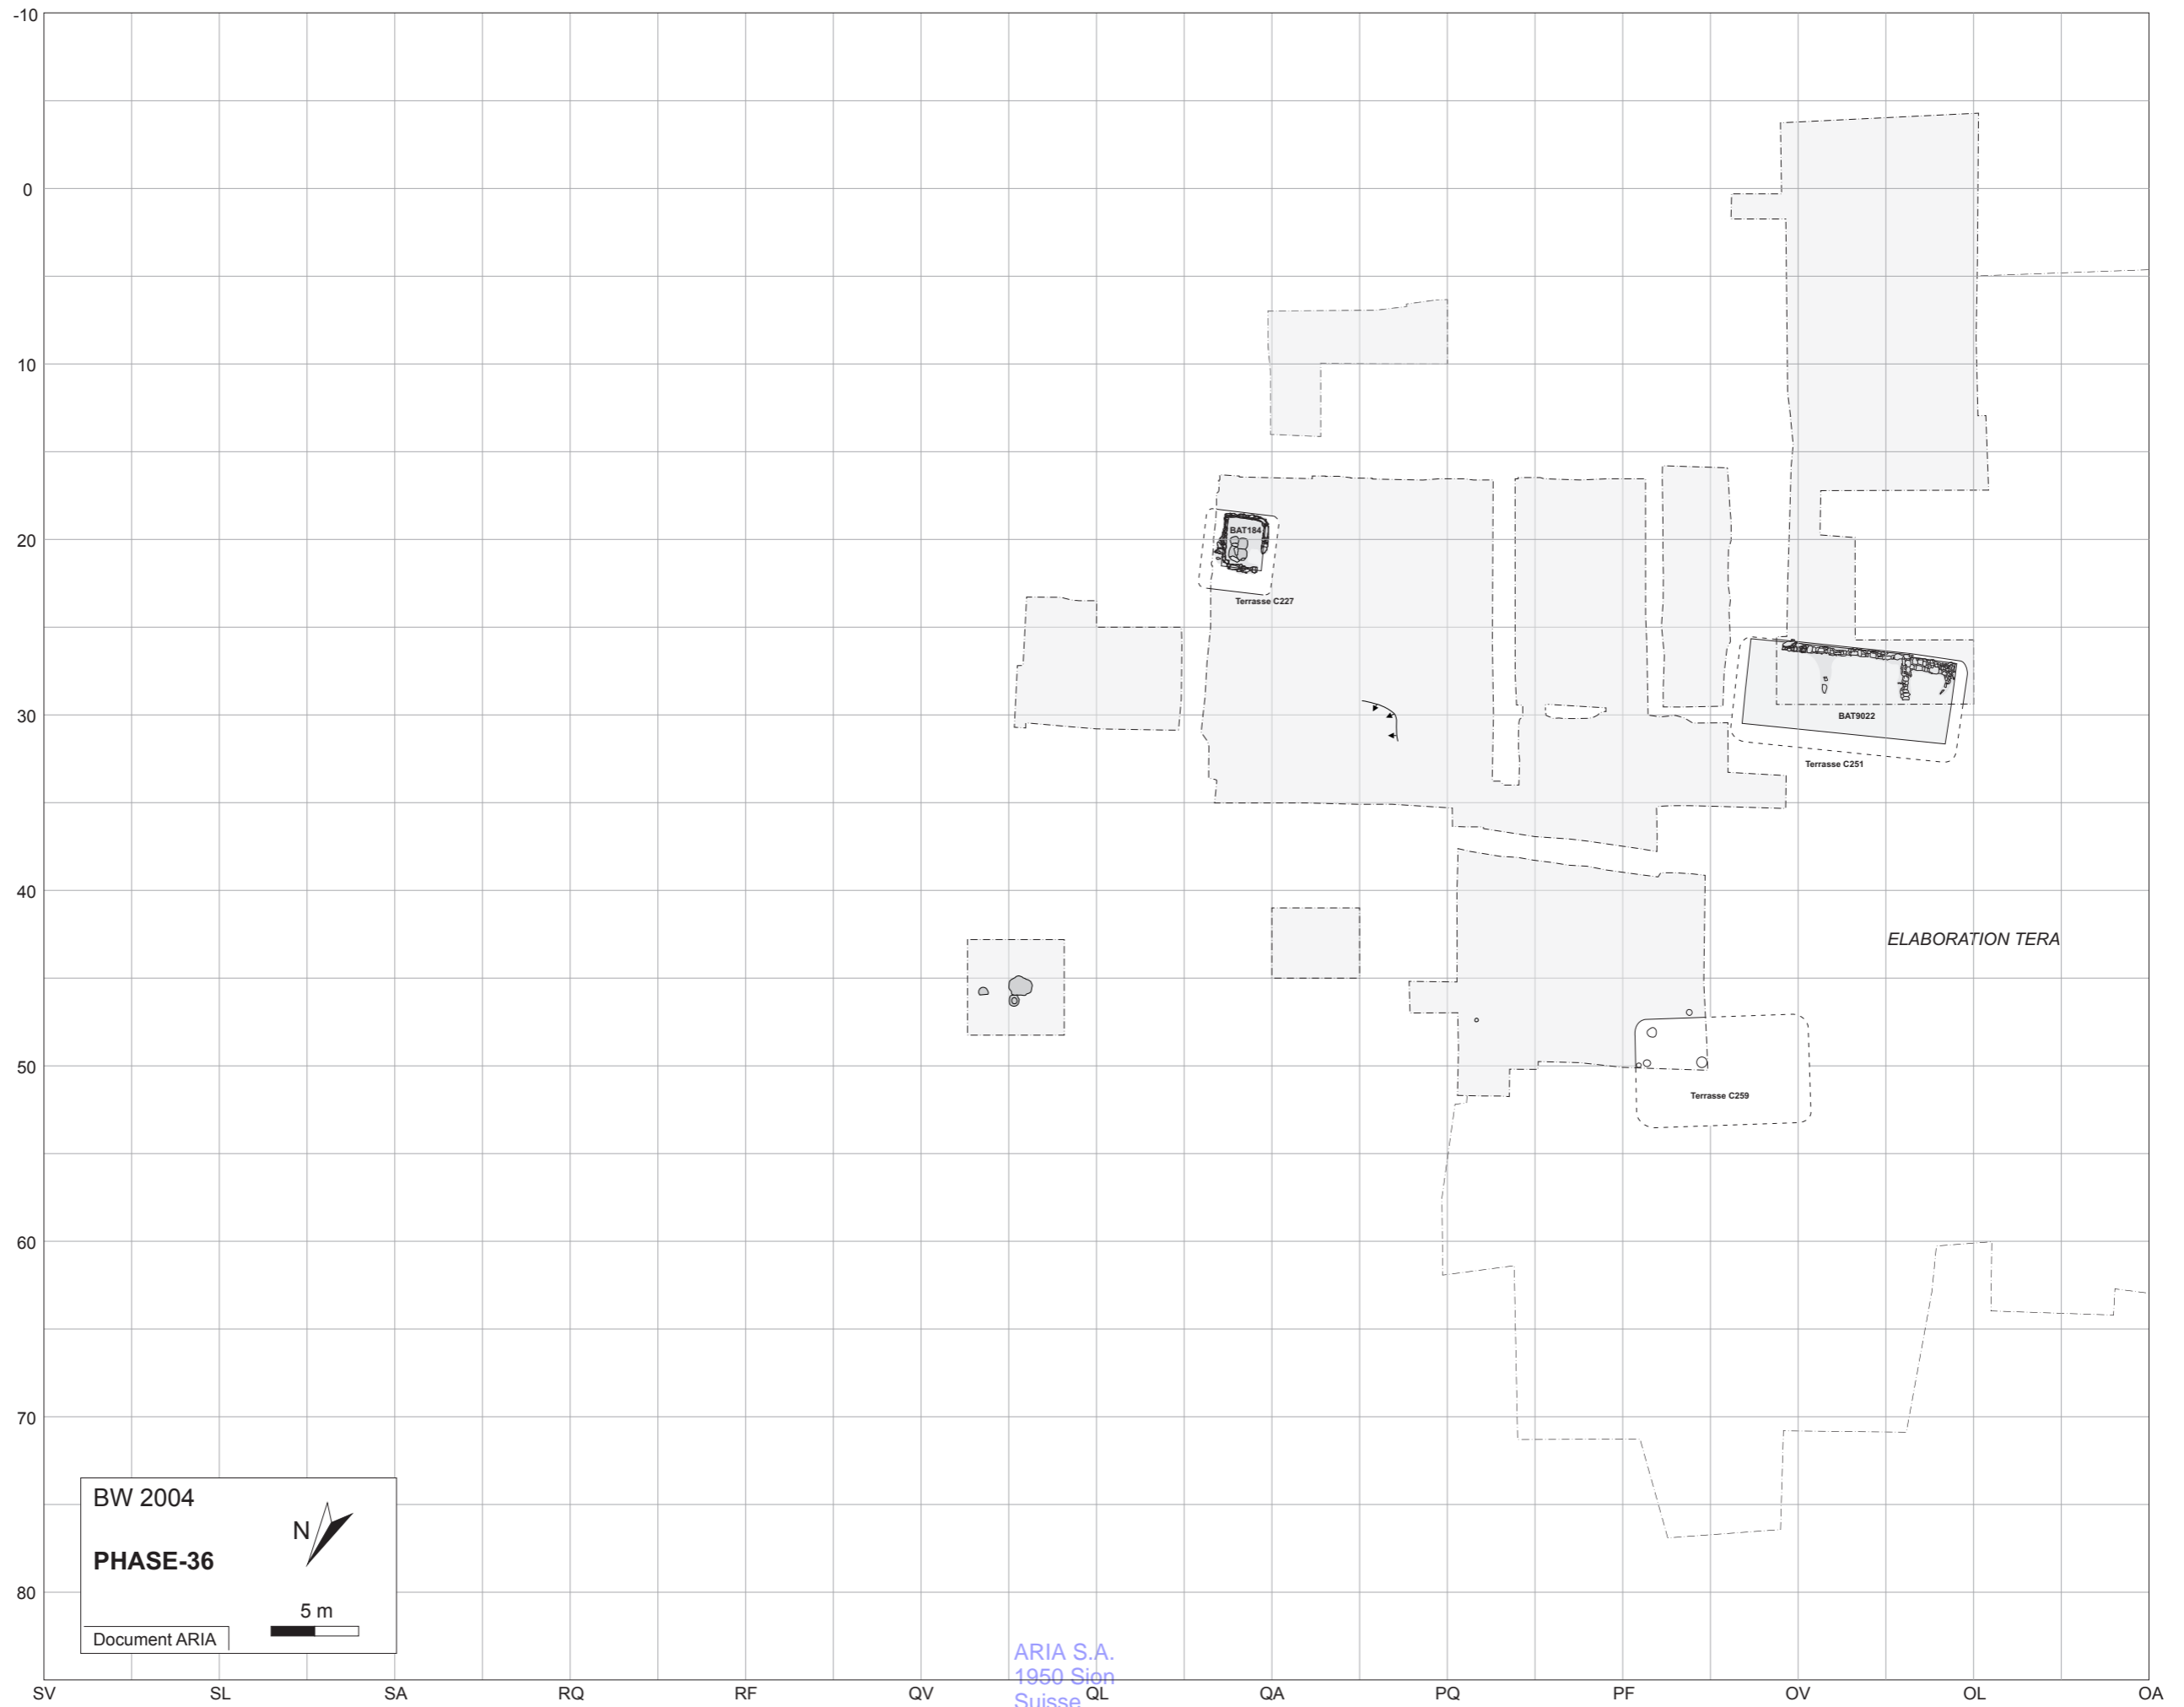 -10
0
10
20
30
40
50
60
70
80
BAT184
Terrasse C227
BAT9022
Terrasse C251
ELABORATION TERA
Terrasse C259
BW 2004
N
PHASE-36
5 m
Document ARIA
ARIA S.A.
1950 Sion
Suisse
SV SL SA RQ RF QV QL QA PQ PF OV OL OA